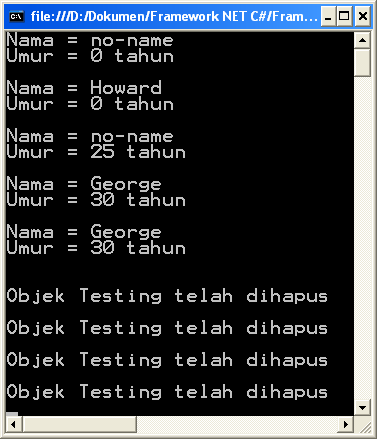 file:///D:/Dokumen/Framework NET C#/Fram...
Nama = no-name
Umur = 0 tahun
Nama = Howard
Umur = 0 tahun
Nama = no-name
Umur = 25 tahun
Nama = George
Umur = 30 tahun
Nama = George
Umur = 30 tahun
Objek Testing telah dihapus
Objek Testing telah dihapus
Objek Testing telah dihapus
Objek Testing telah dihapus